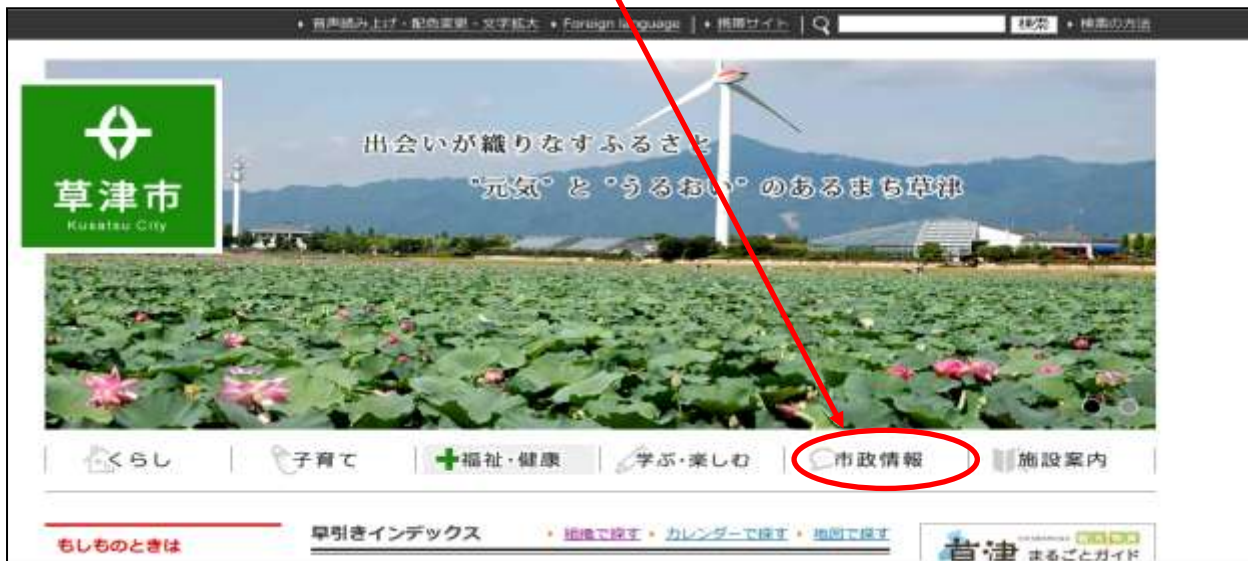 音声読み上げ・配色変更・文字拡大 Foreign language 携帯サイト 検索 検索の方法
草津市
Kusatsu City
出会いが織りなすふるさと
"元気" と "うるおい" のあるまち草津
くらし 子育て 福祉・健康 学ぶ・楽しむ 市政情報 施設案内
もしものときは
早引きインデックス 組織で探す カレンダーで探す 地図で探す
草津 まるごとガイド